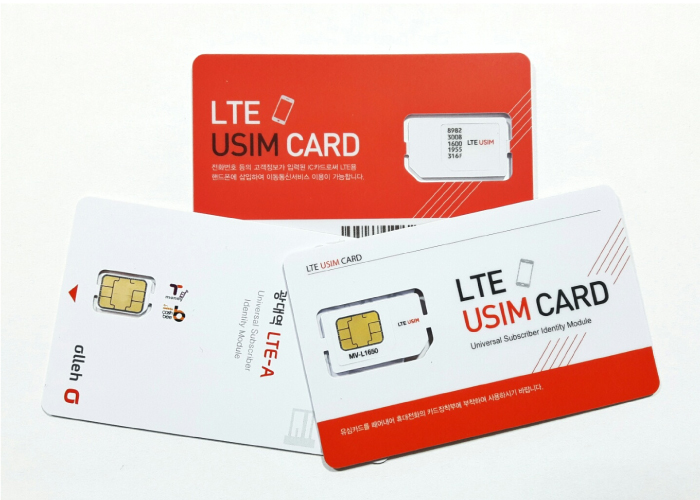 LTE
USIM CARD
전화번호 등의 고객정보가 입력된 IC카드로써 LTE용
핸드폰에 삽입하여 이동통신서비스 이용이 가능합니다.
8982
3008
1600
1955
LTE USIM
LTE USIM CARD
LTE
USIM CARD
Universal Subscriber Identity Module
LTE USIM
MV-L1650
유심카드를 떼어내어 휴대전화의 카드장착부에 부착하여 사용하시기 바랍니다.
광대역 LTE-A
Universal Subscriber
Identity Module
olleh